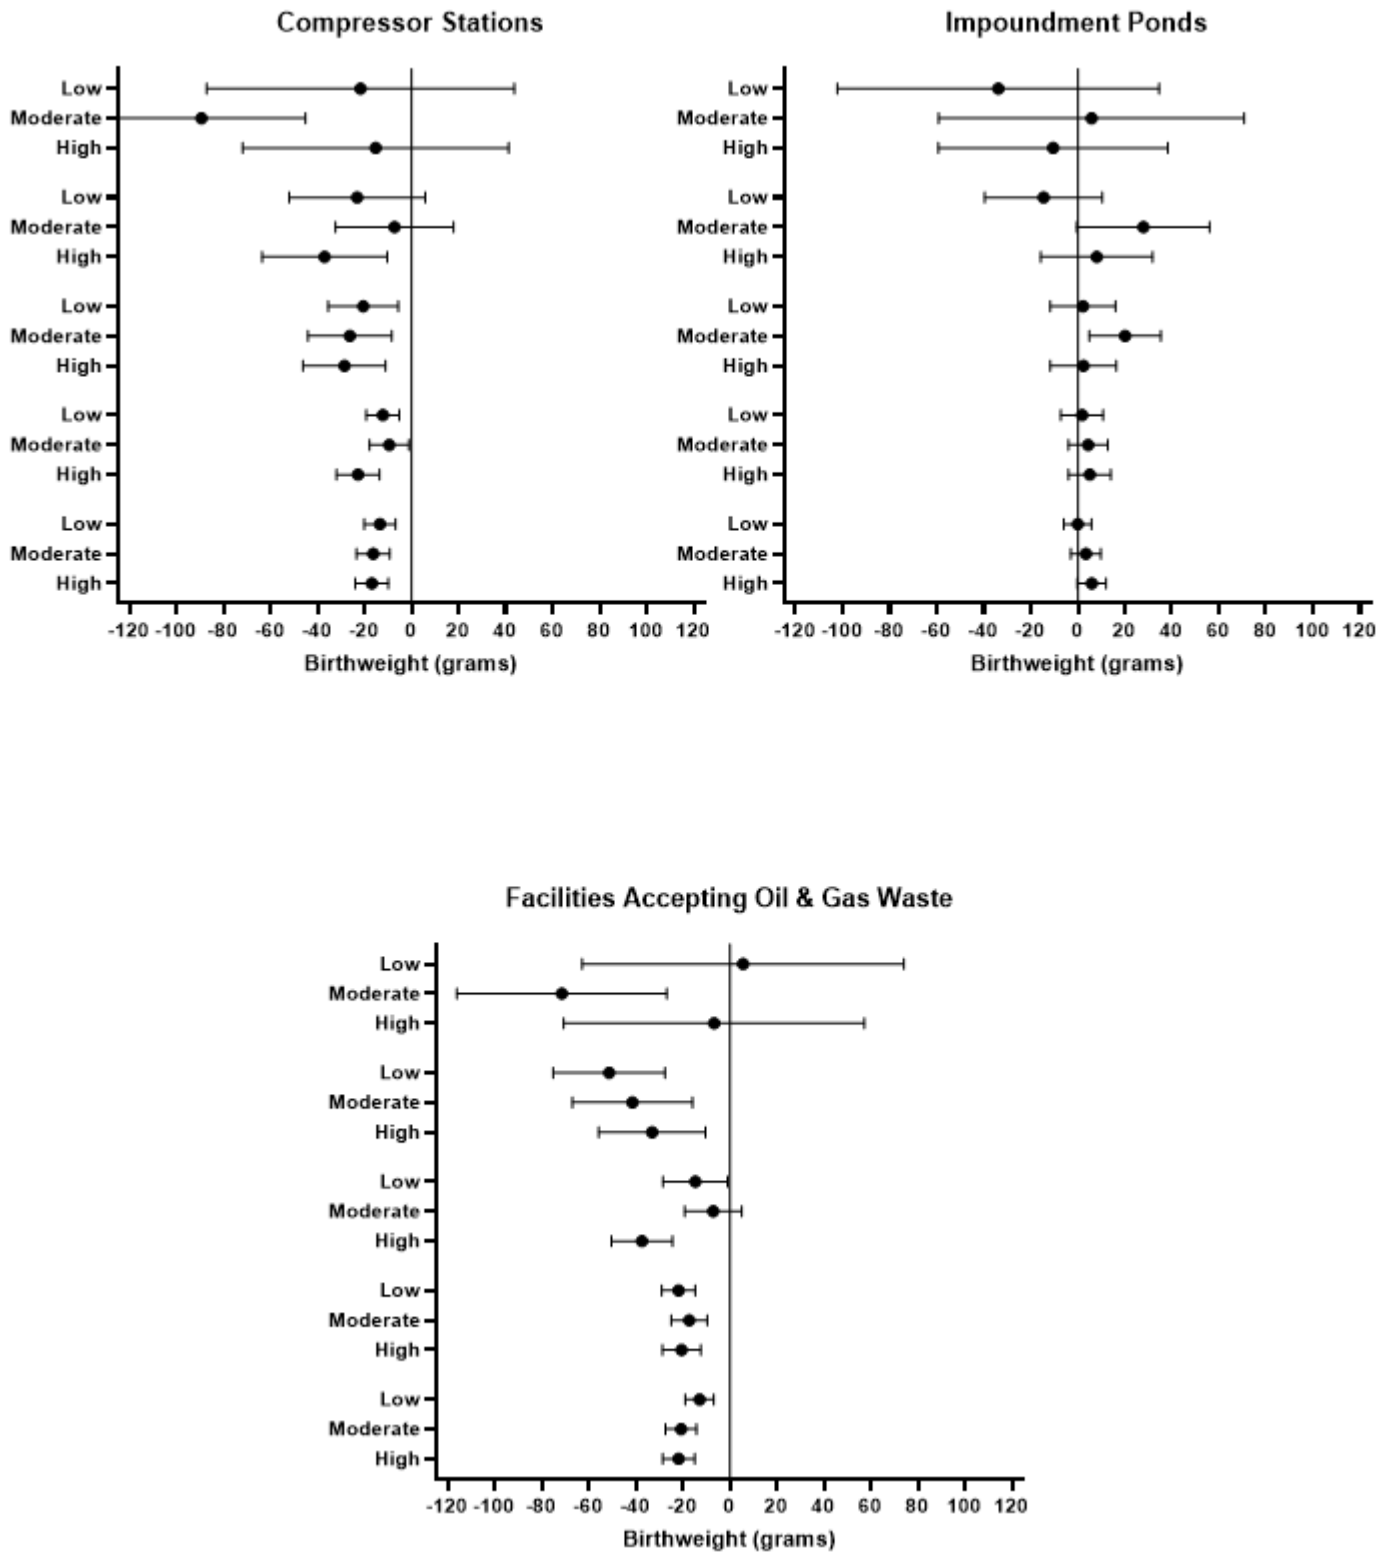 Compressor Stations
Low
Moderate
High
Low
Moderate
High
Low
Moderate
High
Low
Moderate
High
Low
Moderate
High
-120 -100 -80 -60 -40 -20 0 20 40 60 80 100 120
Birthweight (grams)
Impoundment Ponds
Low
Moderate
High
Low
Moderate
High
Low
Moderate
High
Low
Moderate
High
Low
Moderate
High
-120 -100 -80 -60 -40 -20 0 20 40 60 80 100 120
Birthweight (grams)
Facilities Accepting Oil & Gas Waste
Low
Moderate
High
Low
Moderate
High
Low
Moderate
High
Low
Moderate
High
Low
Moderate
High
-120 -100 -80 -60 -40 -20 0 20 40 60 80 100 120
Birthweight (grams)